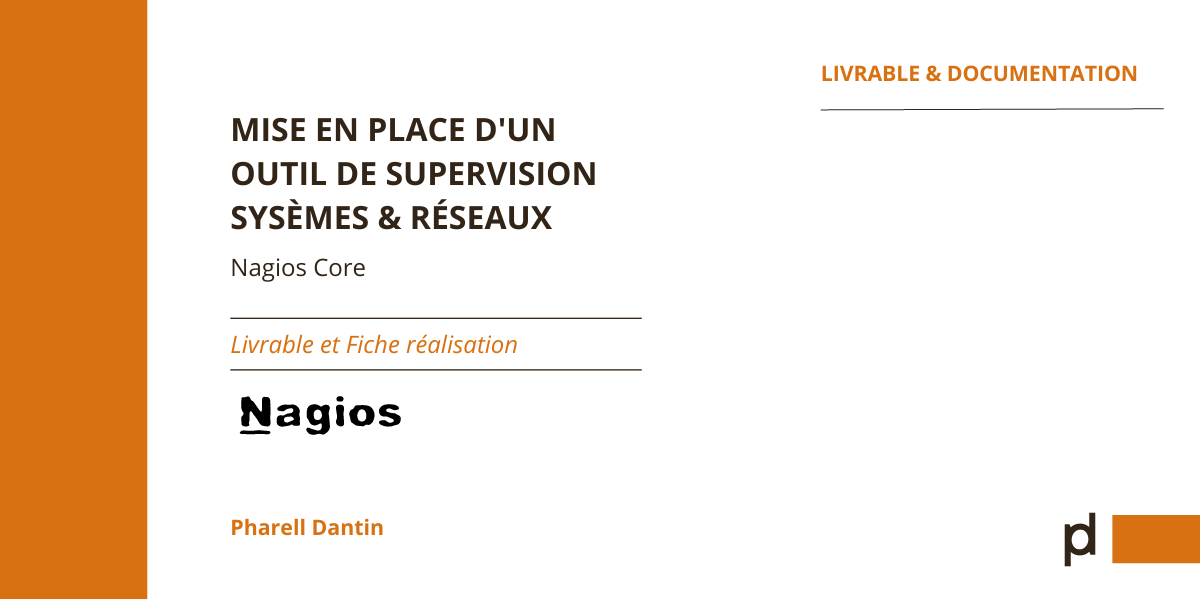 LIVRABLE & DOCUMENTATION
MISE EN PLACE D'UN
OUTIL DE SUPERVISION
SYSÈMES & RÉSEAUX
Nagios Core
Livrable et Fiche réalisation
Nagios
Pharell Dantin
pd